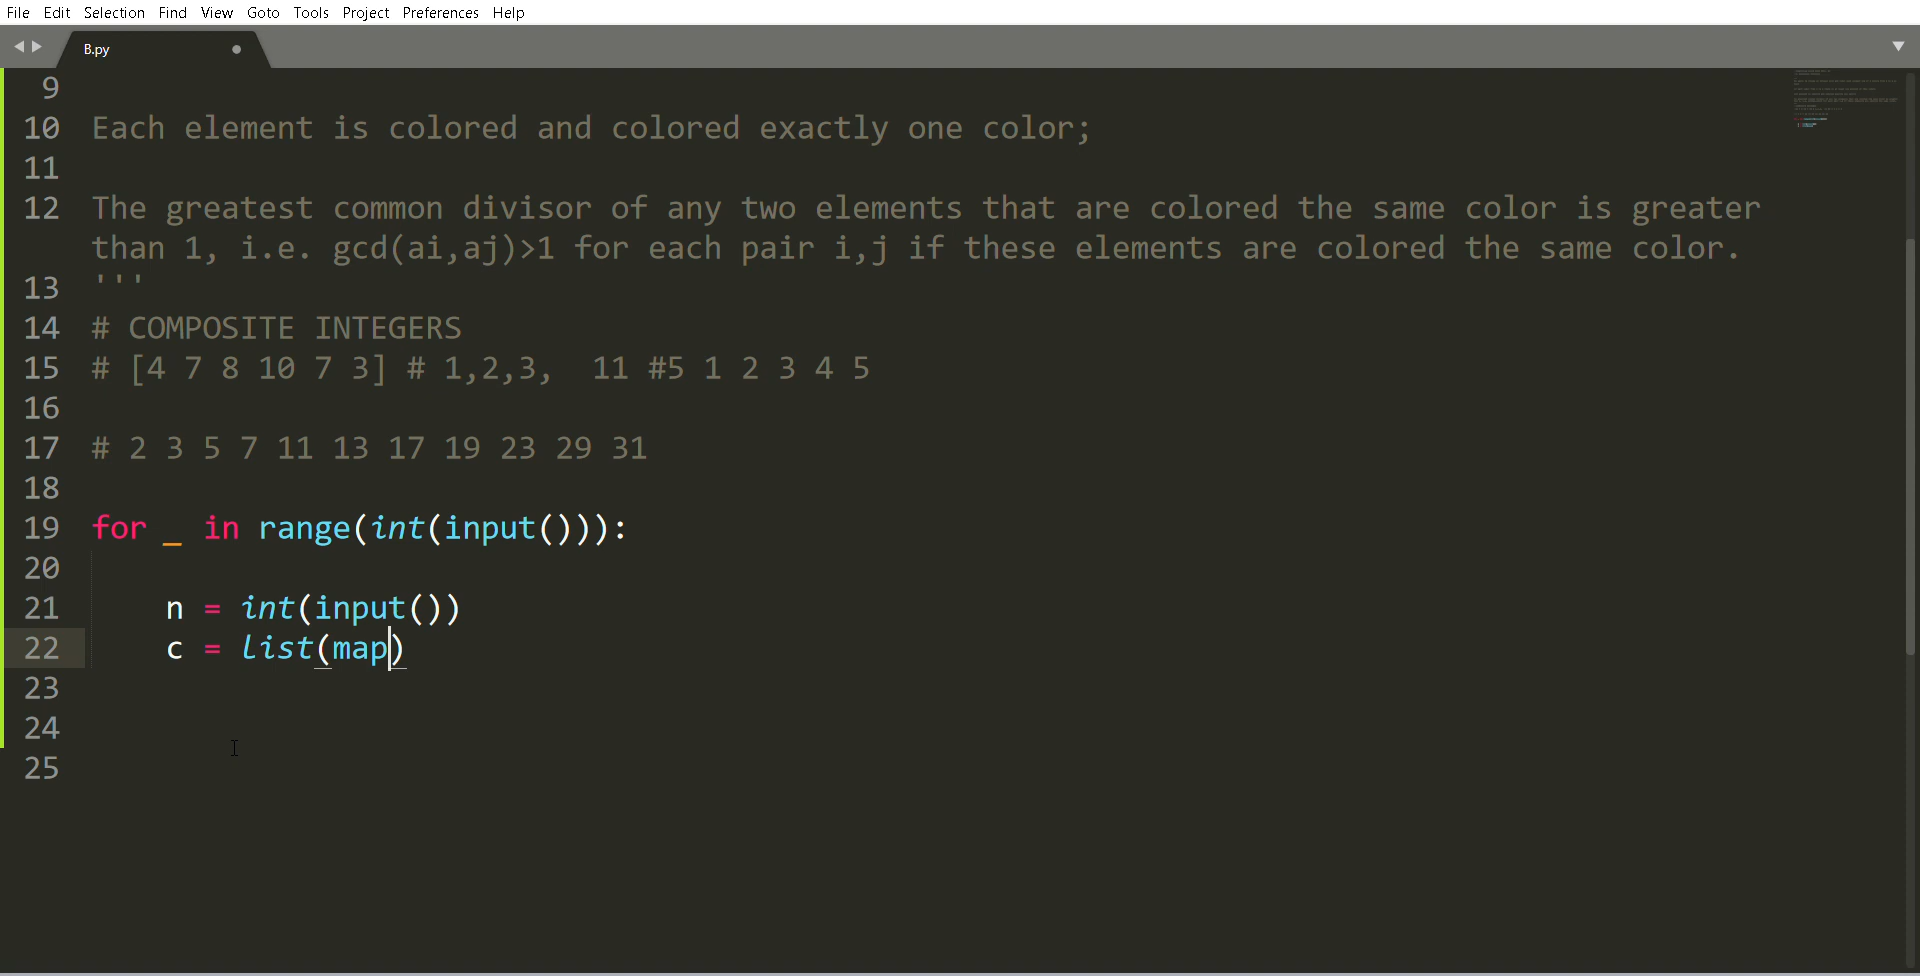 File Edit Selection Find View Goto Tools Project Preferences Help
B.py
9
10 Each element is colored and colored exactly one color;
11
12 The greatest common divisor of any two elements that are colored the same color is greater
than 1, i.e. gcd(ai,aj)>1 for each pair i,j if these elements are colored the same color.
13 '''
14 # COMPOSITE INTEGERS
15 # [4 7 8 10 7 3] # 1,2,3,  11 #5 1 2 3 4 5
16
17 # 2 3 5 7 11 13 17 19 23 29 31
18
19 for _ in range(int(input())):
20
21     n = int(input())
22     c = list(map)
23
24
25